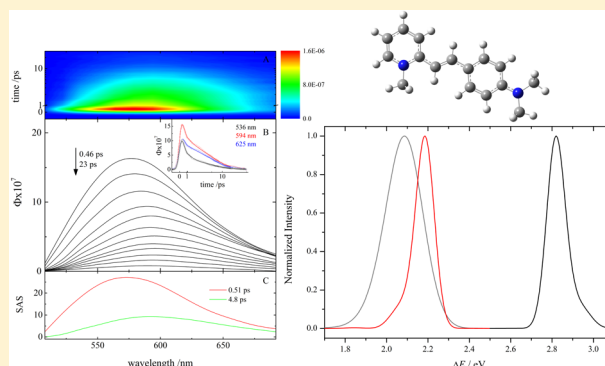 A
1.6E-06
8.0E-07
0.0
time /ps
10
1
0
B
536 nm
594 nm
625 nm
Φx10⁷
15
10
5
0
0 1 10
time /ps
0.46 ps
23 ps
Φx10⁷
20
10
0
C
0.51 ps
4.8 ps
SAS
20
10
0
550 600 650
wavelength /nm
Normalized Intensity
1.0
0.8
0.6
0.4
0.2
0.0
1.8 2.0 2.2 2.4 2.6 2.8 3.0
ΔE / eV